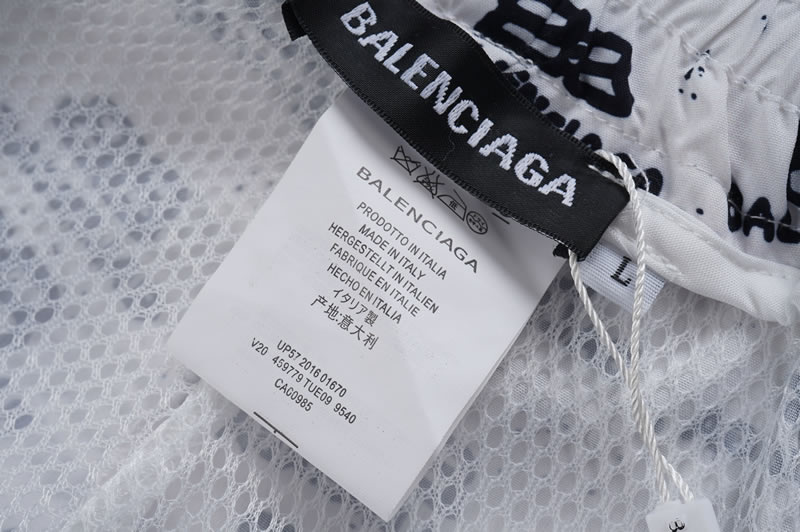 BALENCIAGA
L
BALENCIAGA
PRODOTTO IN ITALIA
MADE IN ITALY
HERGESTELLT IN ITALIEN
FABRIQUE EN ITALIE
HECHO EN ITALIA
イタリア製
产地:意大利
UP57 2016 01670
V20 459779 TUE09 9540
CA00985